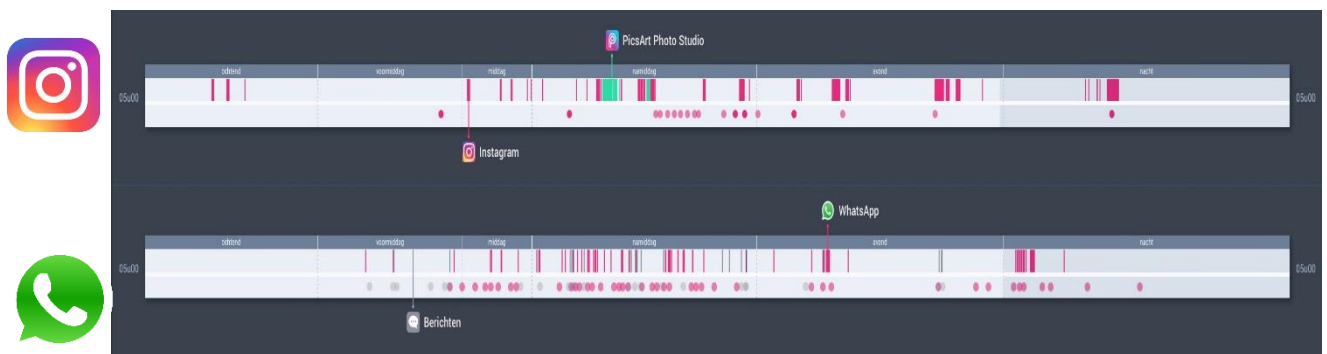 PicsArt Photo Studio
ochtend voormiddag middag namiddag avond nacht
05u00 05u00
Instagram
WhatsApp
ochtend voormiddag middag namiddag avond nacht
05u00 05u00
Berichten